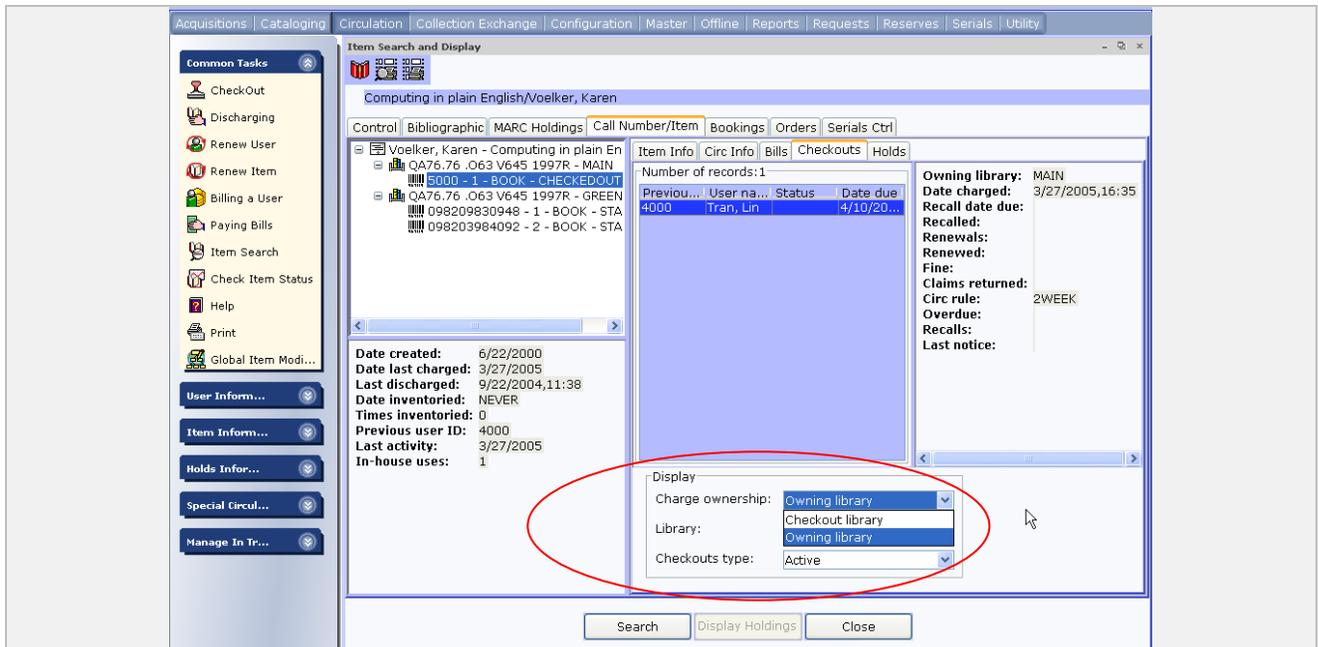 Acquisitions Cataloging Circulation Collection Exchange Configuration Master Offline Reports Requests Reserves Serials Utility
Common Tasks
CheckOut
Discharging
Renew User
Renew Item
Billing a User
Paying Bills
Item Search
Check Item Status
Help
Print
Global Item Modi...
User Inform...
Item Inform...
Holds Infor...
Special Circul...
Manage In Tr...
Item Search and Display
Computing in plain English/Voelker, Karen
Control Bibliographic MARC Holdings Call Number/Item Bookings Orders Serials Ctrl
Voelker, Karen - Computing in plain En
QA76.76 .O63 V645 1997R - MAIN
5000 - 1 - BOOK - CHECKEDOUT
QA76.76 .O63 V645 1997R - GREEN
098209830948 - 1 - BOOK - STA
098203984092 - 2 - BOOK - STA
Date created: 6/22/2000
Date last charged: 3/27/2005
Last discharged: 9/22/2004,11:38
Date inventoried: NEVER
Times inventoried: 0
Previous user ID: 4000
Last activity: 3/27/2005
In-house uses: 1
Item Info Circ Info Bills Checkouts Holds
Number of records:1
Previou... User na... Status Date due
4000 Tran, Lin 4/10/20...
Owning library: MAIN
Date charged: 3/27/2005,16:35
Recall date due:
Recalled:
Renewals:
Renewed:
Fine:
Claims returned:
Circ rule: 2WEEK
Overdue:
Recalls:
Last notice:
Display
Charge ownership: Owning library
Checkout library
Library:
Owning library
Checkouts type: Active
Search Display Holdings Close